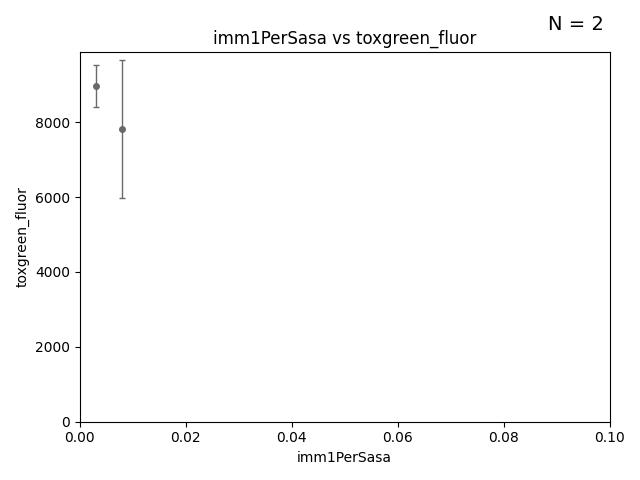 N = 2
imm1PerSasa vs toxgreen_fluor
toxgreen_fluor
8000
6000
4000
2000
0
0.00 0.02 0.04 0.06 0.08 0.10
imm1PerSasa